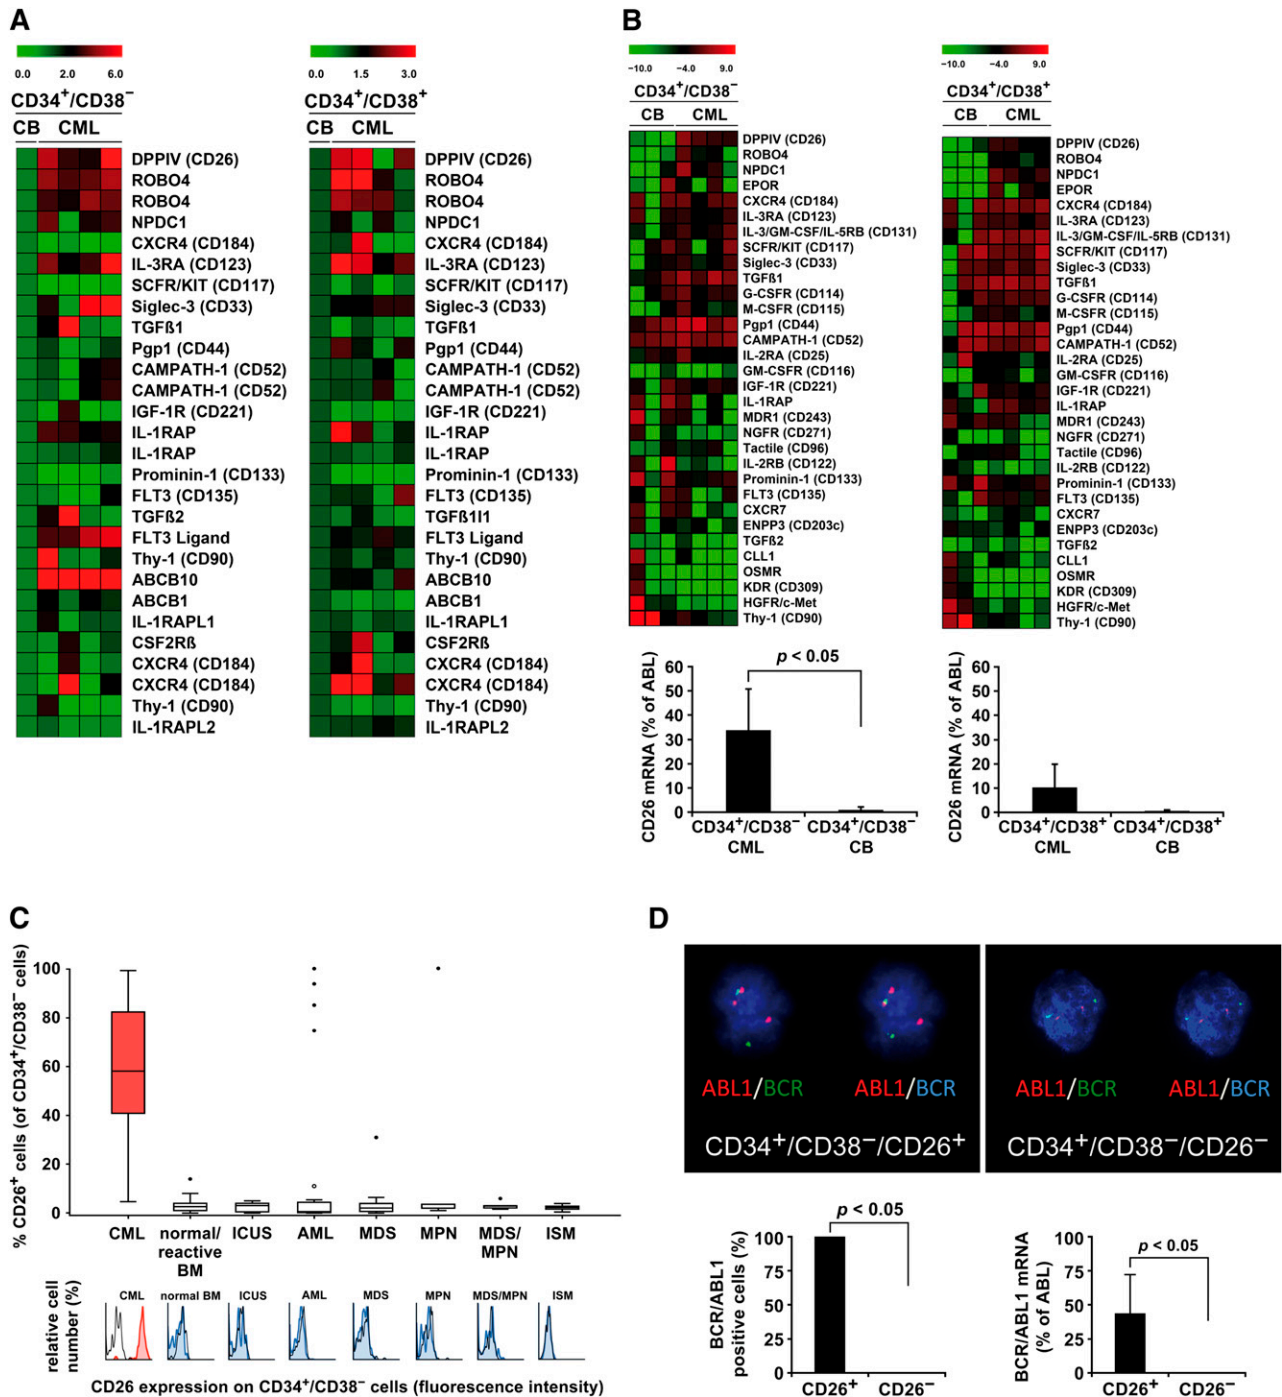 A
0.0 2.0 6.0
CD34+/CD38−
CB CML
DPPIV (CD26)
ROBO4
ROBO4
NPDC1
CXCR4 (CD184)
IL-3RA (CD123)
SCFR/KIT (CD117)
Siglec-3 (CD33)
TGFß1
Pgp1 (CD44)
CAMPATH-1 (CD52)
CAMPATH-1 (CD52)
IGF-1R (CD221)
IL-1RAP
IL-1RAP
Prominin-1 (CD133)
FLT3 (CD135)
TGFß2
FLT3 Ligand
Thy-1 (CD90)
ABCB10
ABCB1
IL-1RAPL1
CSF2Rß
CXCR4 (CD184)
CXCR4 (CD184)
Thy-1 (CD90)
IL-1RAPL2
0.0 1.5 3.0
CD34+/CD38+
CB CML
DPPIV (CD26)
ROBO4
ROBO4
NPDC1
CXCR4 (CD184)
IL-3RA (CD123)
SCFR/KIT (CD117)
Siglec-3 (CD33)
TGFß1
Pgp1 (CD44)
CAMPATH-1 (CD52)
CAMPATH-1 (CD52)
IGF-1R (CD221)
IL-1RAP
IL-1RAP
Prominin-1 (CD133)
FLT3 (CD135)
TGFß1I1
FLT3 Ligand
Thy-1 (CD90)
ABCB10
ABCB1
IL-1RAPL1
CSF2Rß
CXCR4 (CD184)
CXCR4 (CD184)
Thy-1 (CD90)
IL-1RAPL2
B
−10.0 −4.0 9.0
CD34+/CD38−
CB CML
DPPIV (CD26)
ROBO4
NPDC1
EPOR
CXCR4 (CD184)
IL-3RA (CD123)
IL-3/GM-CSF/IL-5RB (CD131)
SCFR/KIT (CD117)
Siglec-3 (CD33)
TGFß1
G-CSFR (CD114)
M-CSFR (CD115)
Pgp1 (CD44)
CAMPATH-1 (CD52)
IL-2RA (CD25)
GM-CSFR (CD116)
IGF-1R (CD221)
IL-1RAP
MDR1 (CD243)
NGFR (CD271)
Tactile (CD96)
IL-2RB (CD122)
Prominin-1 (CD133)
FLT3 (CD135)
CXCR7
ENPP3 (CD203c)
TGFß2
CLL1
OSMR
KDR (CD309)
HGFR/c-Met
Thy-1 (CD90)
−10.0 −4.0 9.0
CD34+/CD38+
CB CML
DPPIV (CD26)
ROBO4
NPDC1
EPOR
CXCR4 (CD184)
IL-3RA (CD123)
IL-3/GM-CSF/IL-5RB (CD131)
SCFR/KIT (CD117)
Siglec-3 (CD33)
TGFß1
G-CSFR (CD114)
M-CSFR (CD115)
Pgp1 (CD44)
CAMPATH-1 (CD52)
IL-2RA (CD25)
GM-CSFR (CD116)
IGF-1R (CD221)
IL-1RAP
MDR1 (CD243)
NGFR (CD271)
Tactile (CD96)
IL-2RB (CD122)
Prominin-1 (CD133)
FLT3 (CD135)
CXCR7
ENPP3 (CD203c)
TGFß2
CLL1
OSMR
KDR (CD309)
HGFR/c-Met
Thy-1 (CD90)
CD26 mRNA (% of ABL)
60
50
40
30
20
10
0
p < 0.05
CD34+/CD38− CD34+/CD38−
CML CB
CD26 mRNA (% of ABL)
60
50
40
30
20
10
0
CD34+/CD38+ CD34+/CD38+
CML CB
C
% CD26+ cells (of CD34+/CD38− cells)
100
80
60
40
20
0
CML normal/ ICUS AML MDS MPN MDS/ ISM
reactive MPN
BM
relative cell
number (%)
CML normal BM ICUS AML MDS MPN MDS/MPN ISM
CD26 expression on CD34+/CD38− cells (fluorescence intensity)
D
ABL1/BCR ABL1/BCR
CD34+/CD38−/CD26+
ABL1/BCR ABL1/BCR
CD34+/CD38−/CD26−
BCR/ABL1
positive cells (%)
100
75
50
25
0
p < 0.05
CD26+ CD26−
BCR/ABL1 mRNA
(% of ABL)
100
75
50
25
0
p < 0.05
CD26+ CD26−